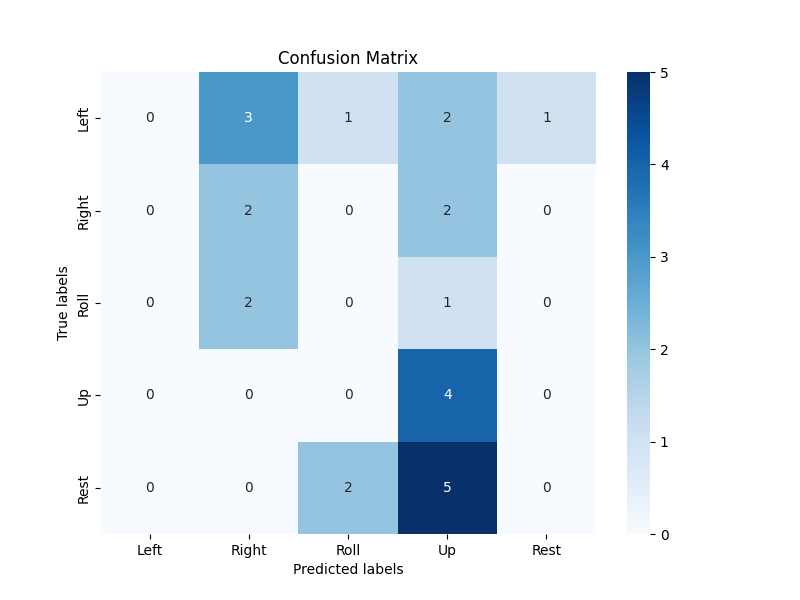 Confusion Matrix
Left 0 3 1 2 1
Right 0 2 0 2 0
Roll 0 2 0 1 0
Up 0 0 0 4 0
Rest 0 0 2 5 0
Left Right Roll Up Rest
Predicted labels
True labels
5
4
3
2
1
0